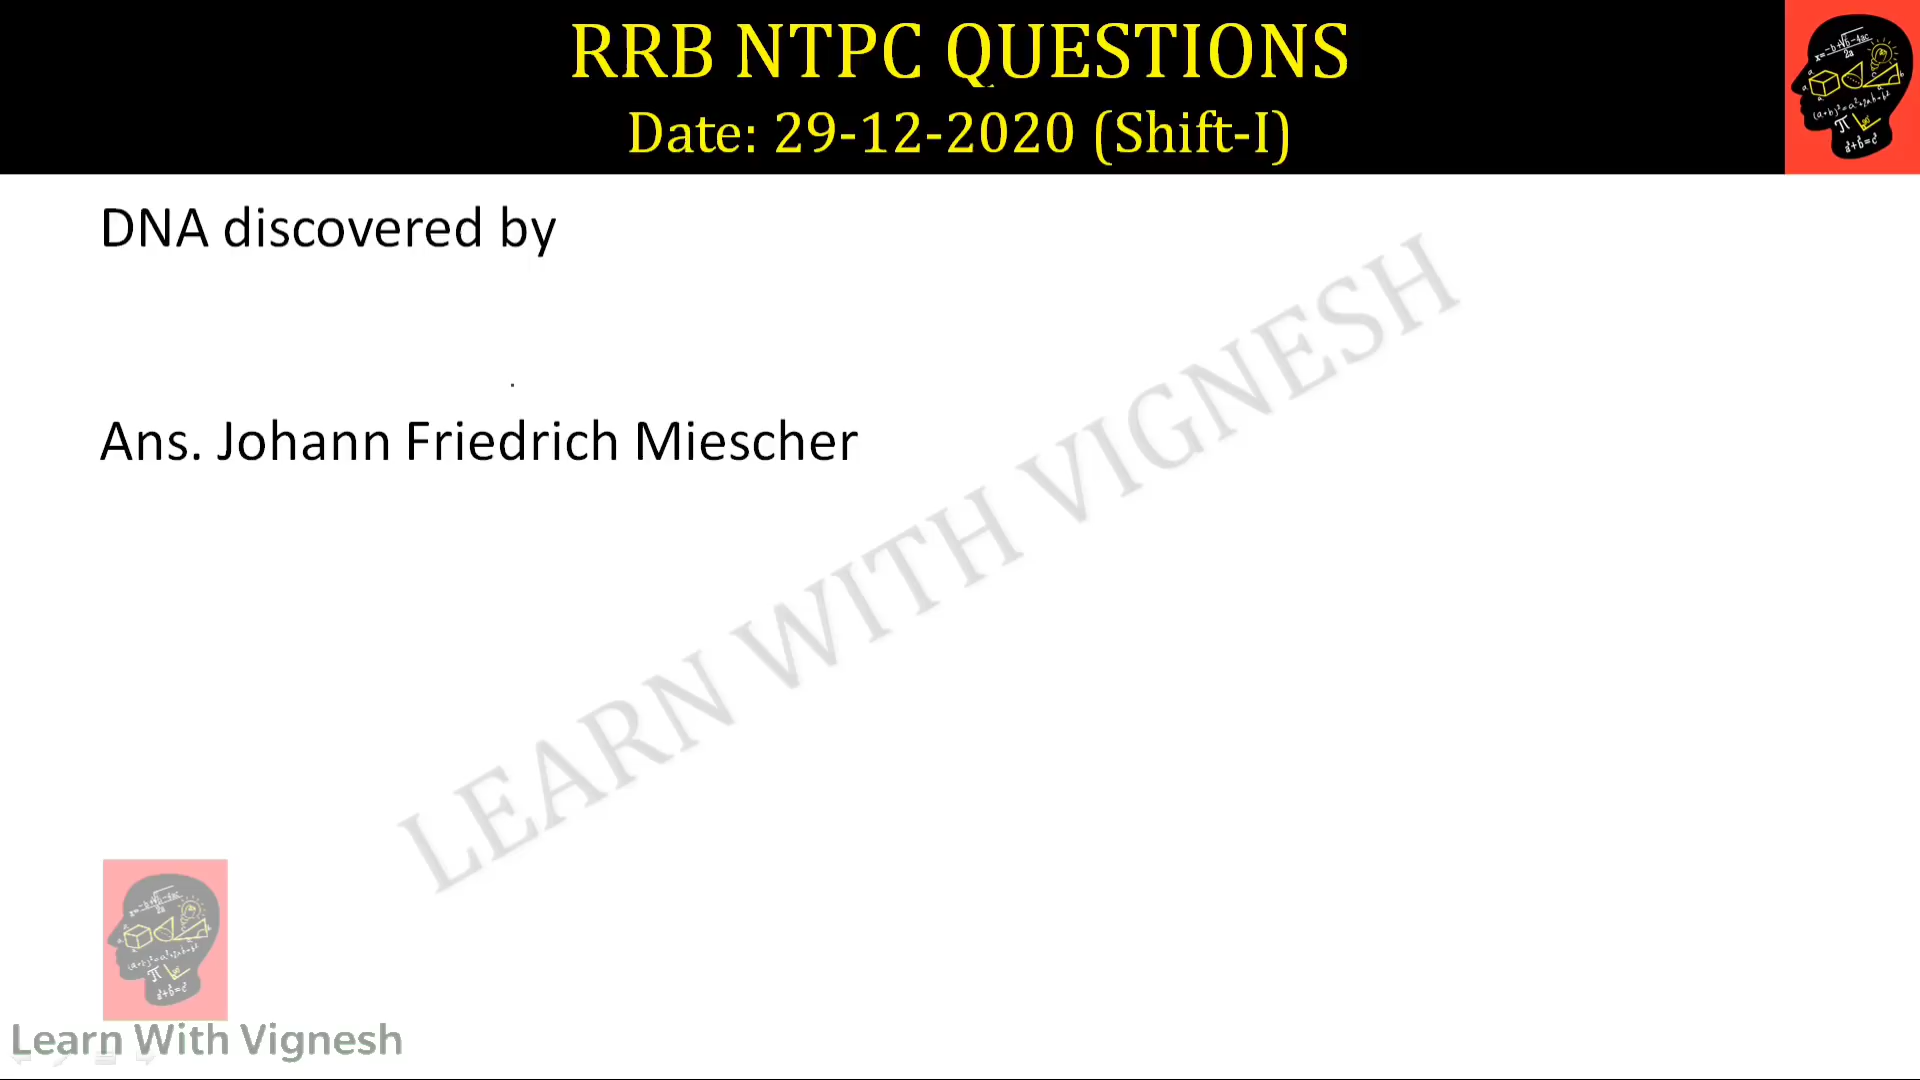 RRB NTPC QUESTIONS
Date: 29-12-2020 (Shift-I)
DNA discovered by
Ans. Johann Friedrich Miescher
LEARN WITH VIGNESH
Learn With Vignesh